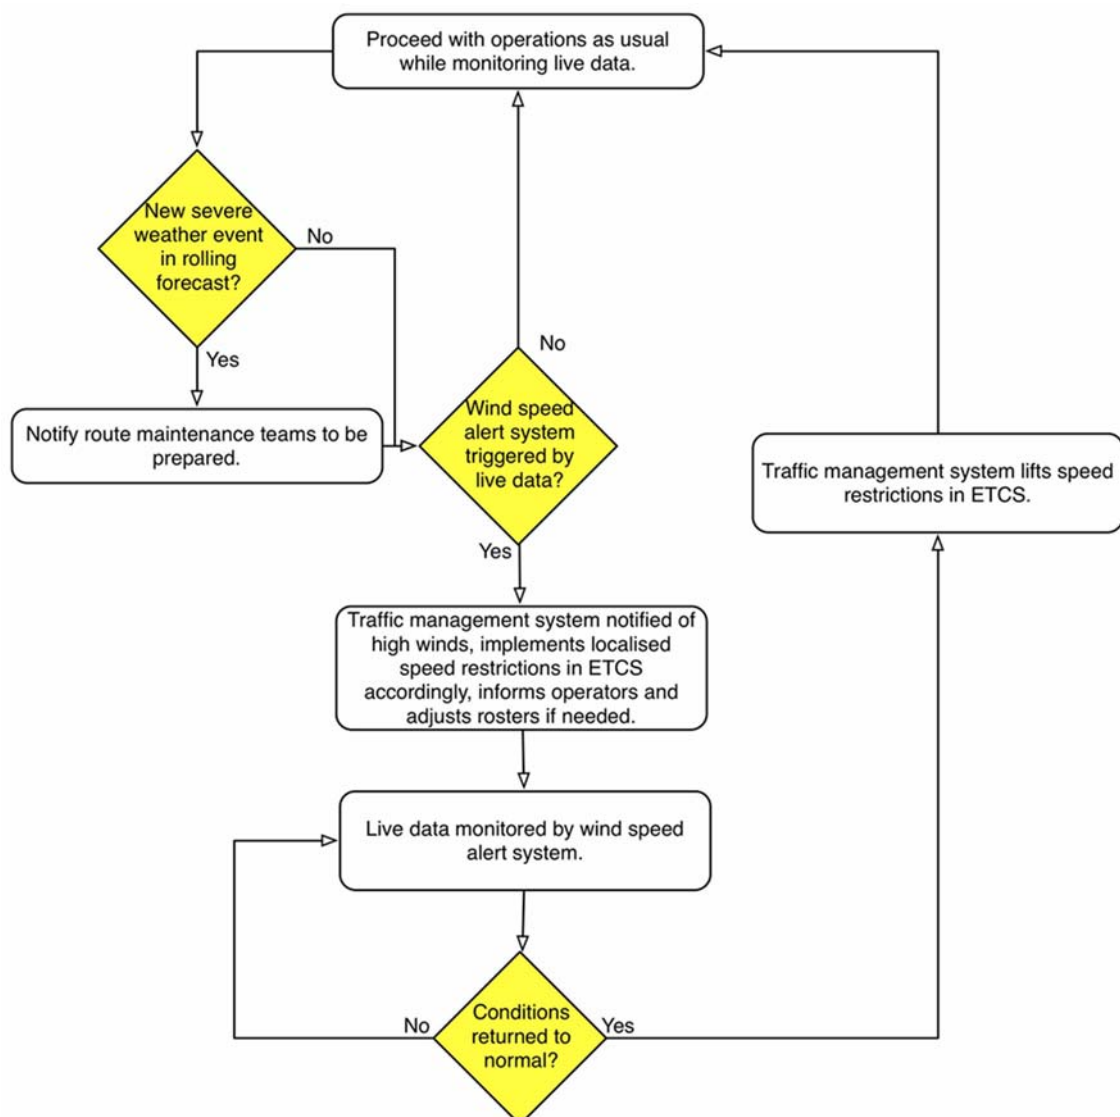 Proceed with operations as usual
while monitoring live data.
New severe
weather event
in rolling
forecast?
No
Yes
Notify route maintenance teams to be
prepared.
No
Wind speed
alert system
triggered by
live data?
Yes
Traffic management system lifts speed
restrictions in ETCS.
Traffic management system notified of
high winds, implements localised
speed restrictions in ETCS
accordingly, informs operators and
adjusts rosters if needed.
Live data monitored by wind speed
alert system.
Conditions
returned to
normal?
No
Yes